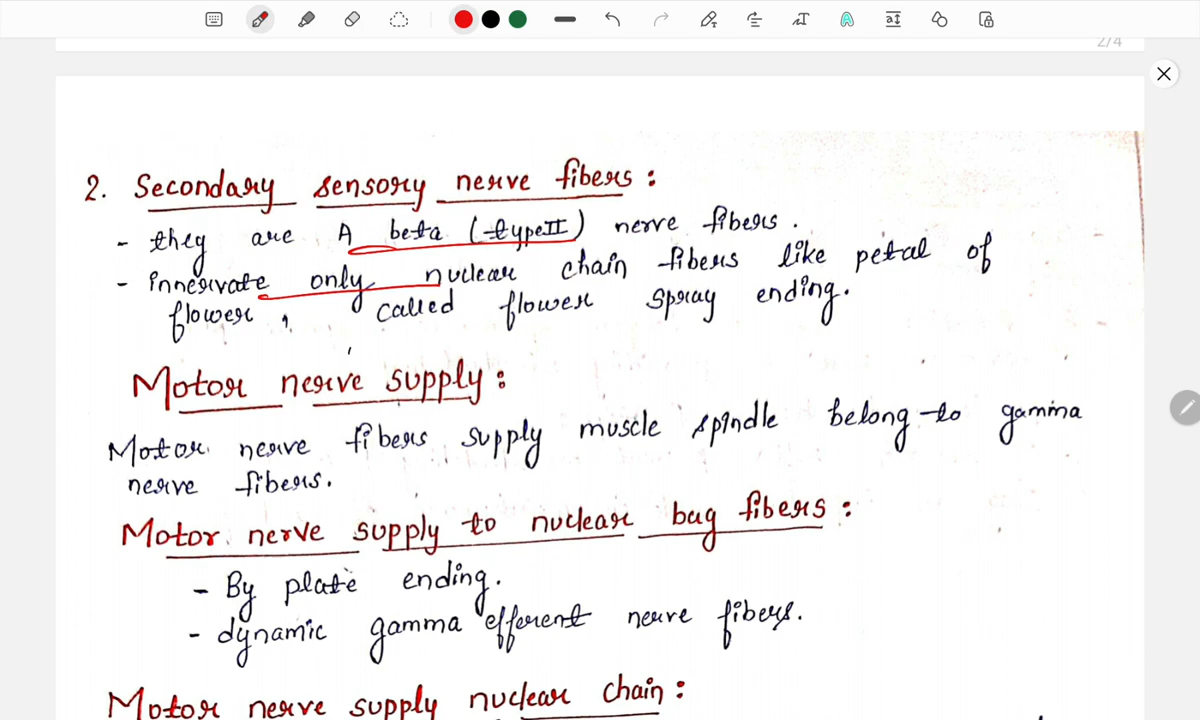 2/4
2. Secondary sensory nerve fibers :
- they are A beta (type II) nerve fibers.
- innervate only nuclear chain fibers like petal of
flower, called flower spray ending.
Motor nerve supply :
Motor nerve fibers supply muscle spindle belong to gamma
nerve fibers.
Motor nerve supply to nuclear bag fibers :
- By plate ending.
- dynamic gamma efferent nerve fibers.
Motor nerve supply nuclear chain :